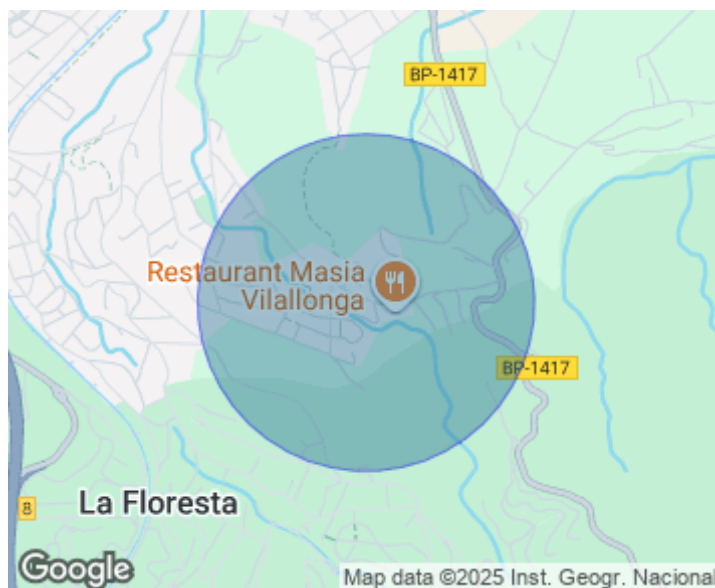 BP-1417
Restaurant Masia
Vilallonga
BP-1417
8
La Floresta
Google
Map data ©2025 Inst. Geogr. Nacional